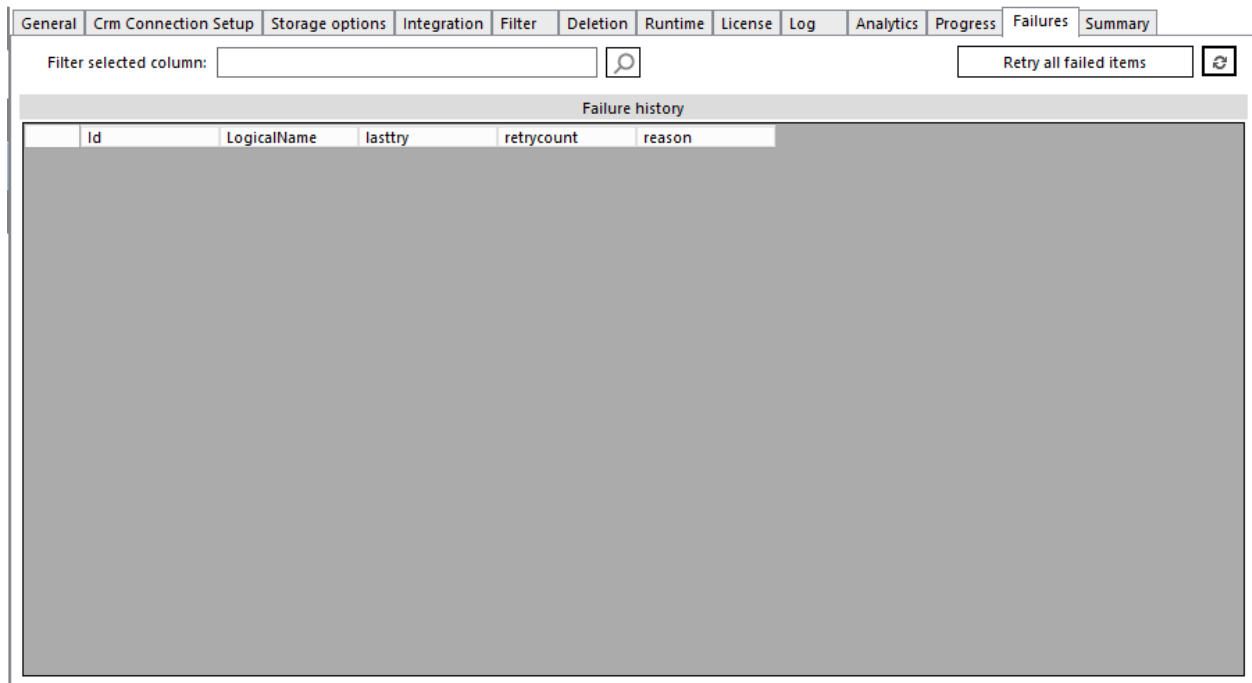 General Crm Connection Setup Storage options Integration Filter Deletion Runtime License Log Analytics Progress Failures Summary
Filter selected column: Retry all failed items
Failure history
Id LogicalName lasttry retrycount reason